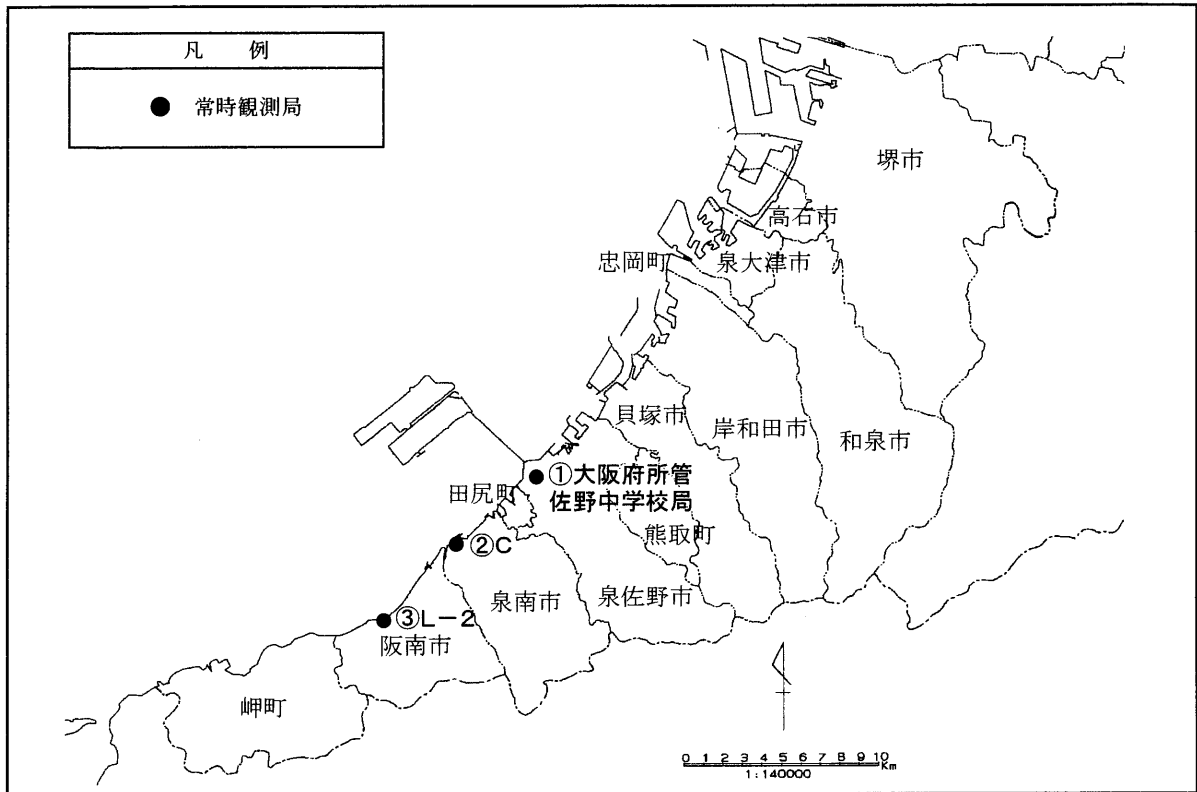 凡 例
● 常時観測局
堺市
高石市
忠岡町
泉大津市
貝塚市
岸和田市
和泉市
①大阪府所管
佐野中学校局
田尻町
熊取町
②C
泉南市
泉佐野市
③L-2
阪南市
岬町
0 1 2 3 4 5 6 7 8 9 10
Km
1:140000